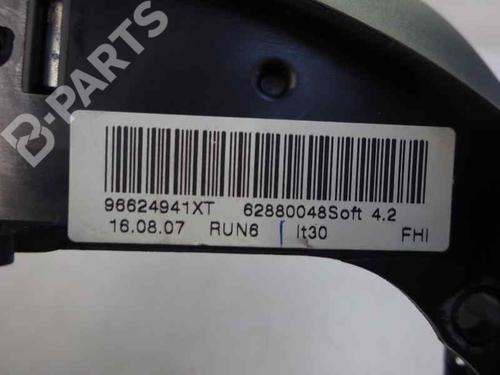 B-PARTS
96624941XT 62880048Soft 4.2
16.08.07 RUN6 lt30 FHI